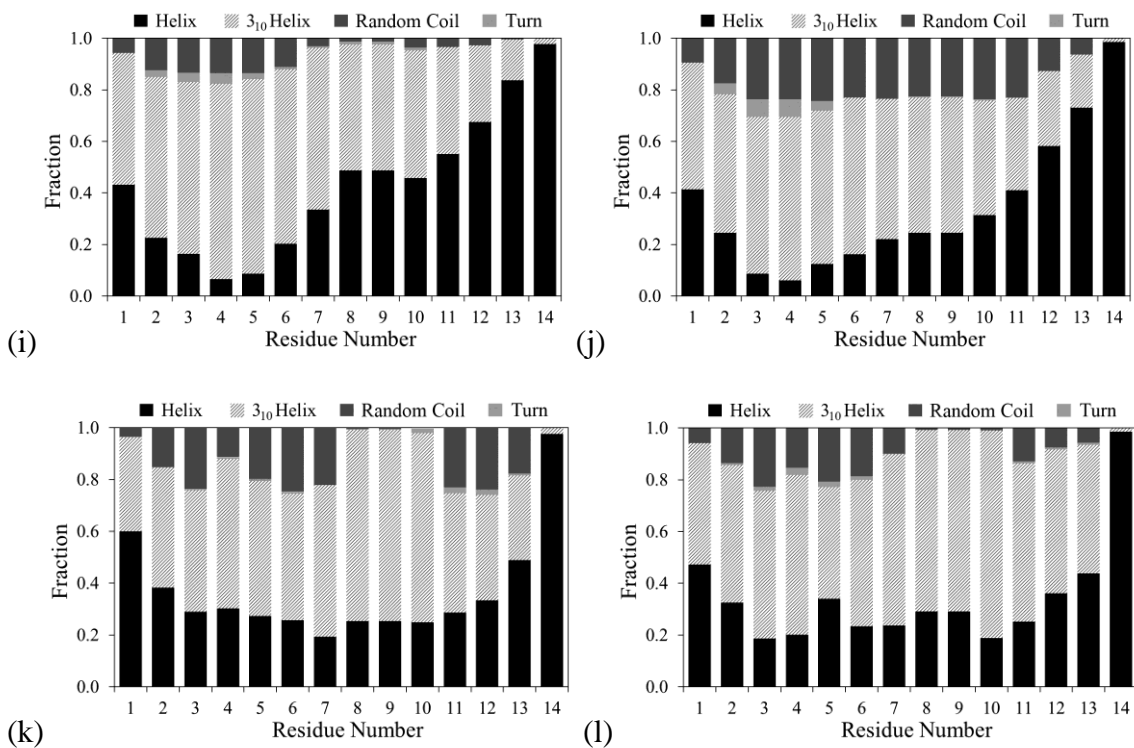 Helix 3₁₀ Helix Random Coil Turn
1.0
0.8
0.6
0.4
0.2
0.0
Fraction
1 2 3 4 5 6 7 8 9 10 11 12 13 14
Residue Number
(i)
Helix 3₁₀ Helix Random Coil Turn
1.0
0.8
0.6
0.4
0.2
0.0
Fraction
1 2 3 4 5 6 7 8 9 10 11 12 13 14
Residue Number
(j)
Helix 3₁₀ Helix Random Coil Turn
1.0
0.8
0.6
0.4
0.2
0.0
Fraction
1 2 3 4 5 6 7 8 9 10 11 12 13 14
Residue Number
(k)
Helix 3₁₀ Helix Random Coil Turn
1.0
0.8
0.6
0.4
0.2
0.0
Fraction
1 2 3 4 5 6 7 8 9 10 11 12 13 14
Residue Number
(l)